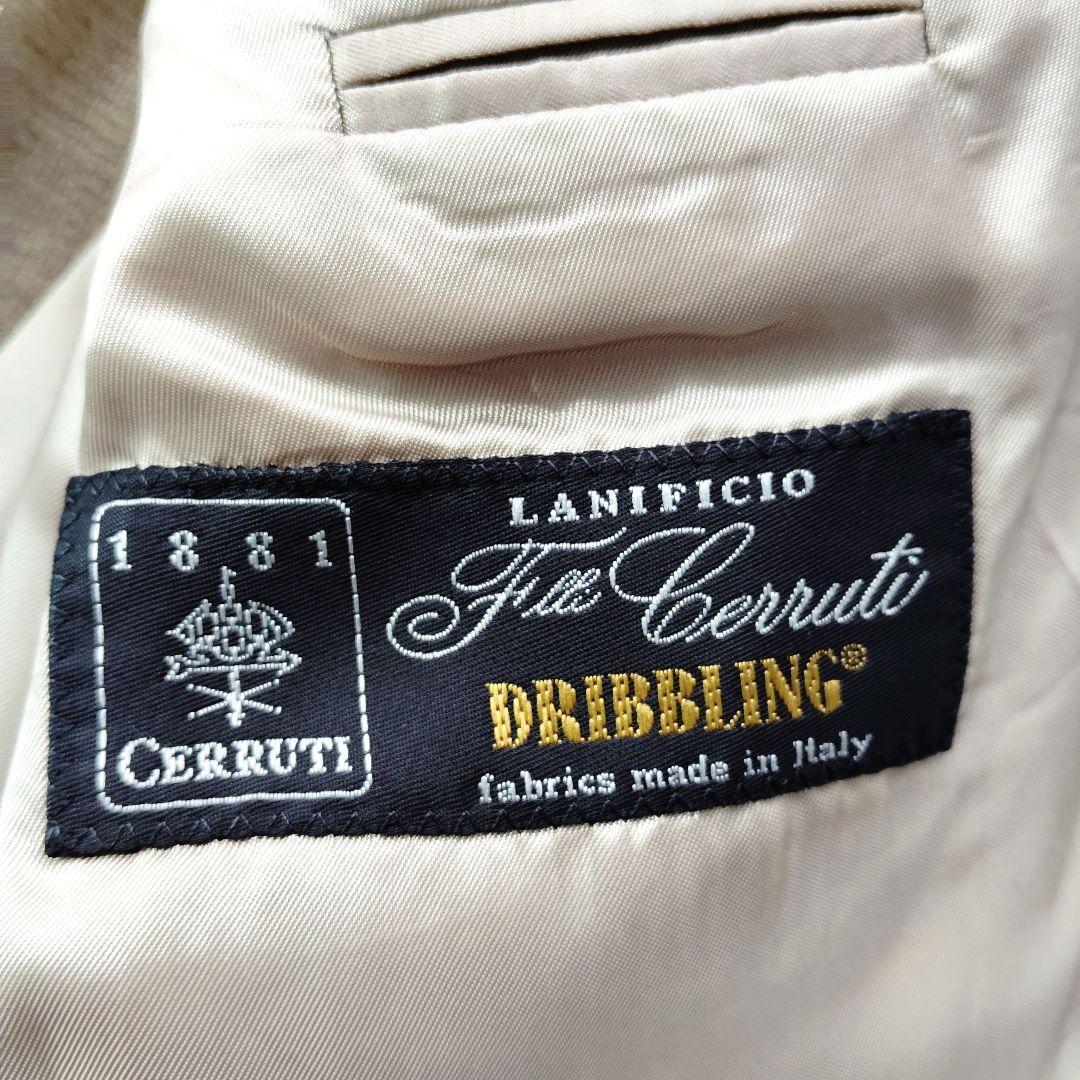 1881
CERRUTI
LANIFICIO
F.lli Cerruti
DRIBBLING®
fabrics made in Italy